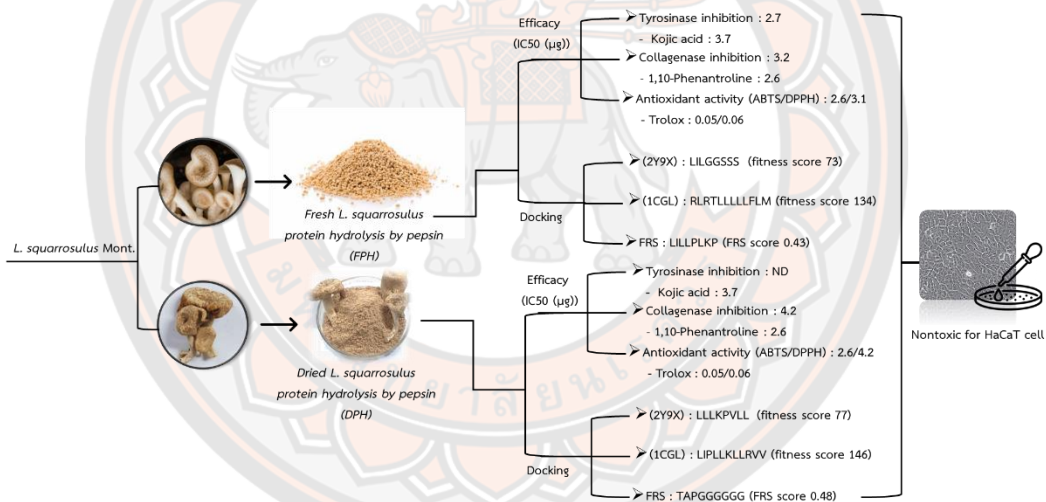 L. squarrosulus Mont.
Fresh L. squarrosulus
protein hydrolysis by pepsin
(FPH)
Efficacy
(IC50 (µg))
➤ Tyrosinase inhibition : 2.7
- Kojic acid : 3.7
➤ Collagenase inhibition : 3.2
- 1,10-Phenantroline : 2.6
➤ Antioxidant activity (ABTS/DPPH) : 2.6/3.1
- Trolox : 0.05/0.06
Docking
➤ (2Y9X) : LILGGSSS (fitness score 73)
➤ (1CGL) : RLRTLLLLLFLM (fitness score 134)
➤ FRS : LILLPLKP (FRS score 0.43)
Dried L. squarrosulus
protein hydrolysis by pepsin
(DPH)
Efficacy
(IC50 (µg))
➤ Tyrosinase inhibition : ND
- Kojic acid : 3.7
➤ Collagenase inhibition : 4.2
- 1,10-Phenantroline : 2.6
➤ Antioxidant activity (ABTS/DPPH) : 2.6/4.2
- Trolox : 0.05/0.06
Docking
➤ (2Y9X) : LLLKPVLL (fitness score 77)
➤ (1CGL) : LIPLLKLLRVV (fitness score 146)
➤ FRS : TAPGGGGGG (FRS score 0.48)
Nontoxic for HaCaT cell